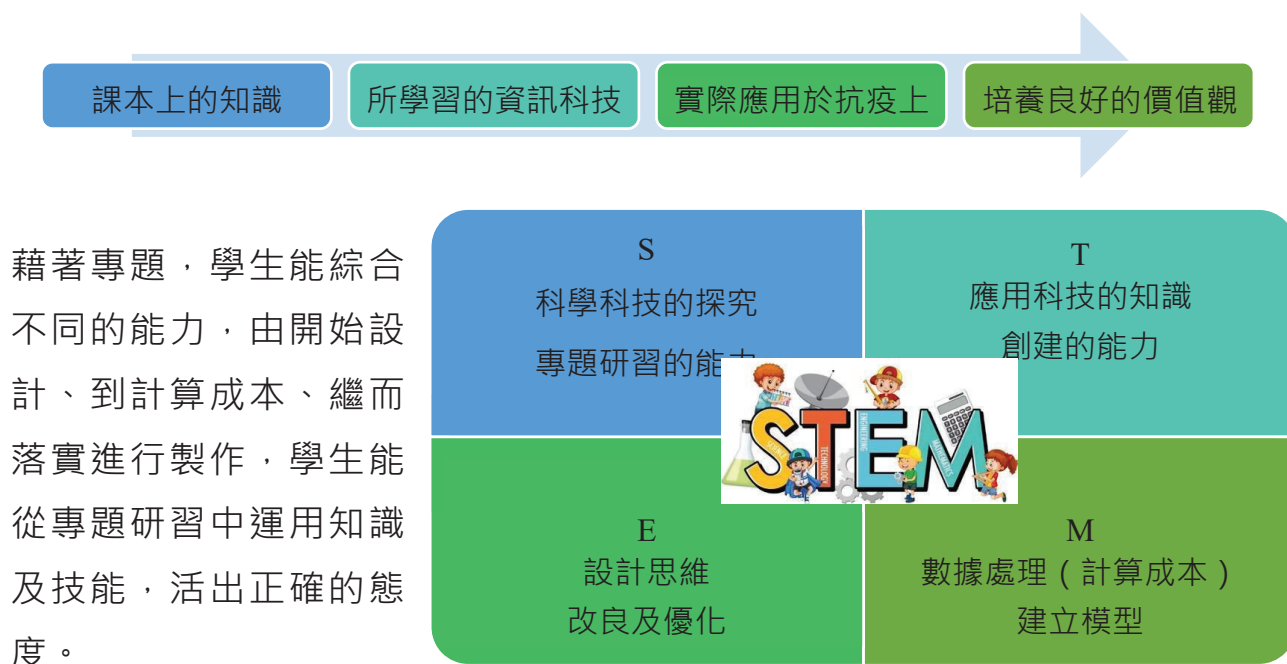 課本上的知識
所學習的資訊科技
實際應用於抗疫上
培養良好的價值觀
藉著專題，學生能綜合
不同的能力，由開始設
計、到計算成本、繼而
落實進行製作，學生能
從專題研習中運用知識
及技能，活出正確的態
度。
S
科學科技的探究
專題研習的能力
T
應用科技的知識
創建的能力
STEM
SCIENCE
TECHNOLOGY
ENGINEERING
MATHEMATICS
E
設計思維
改良及優化
M
數據處理（計算成本）
建立模型